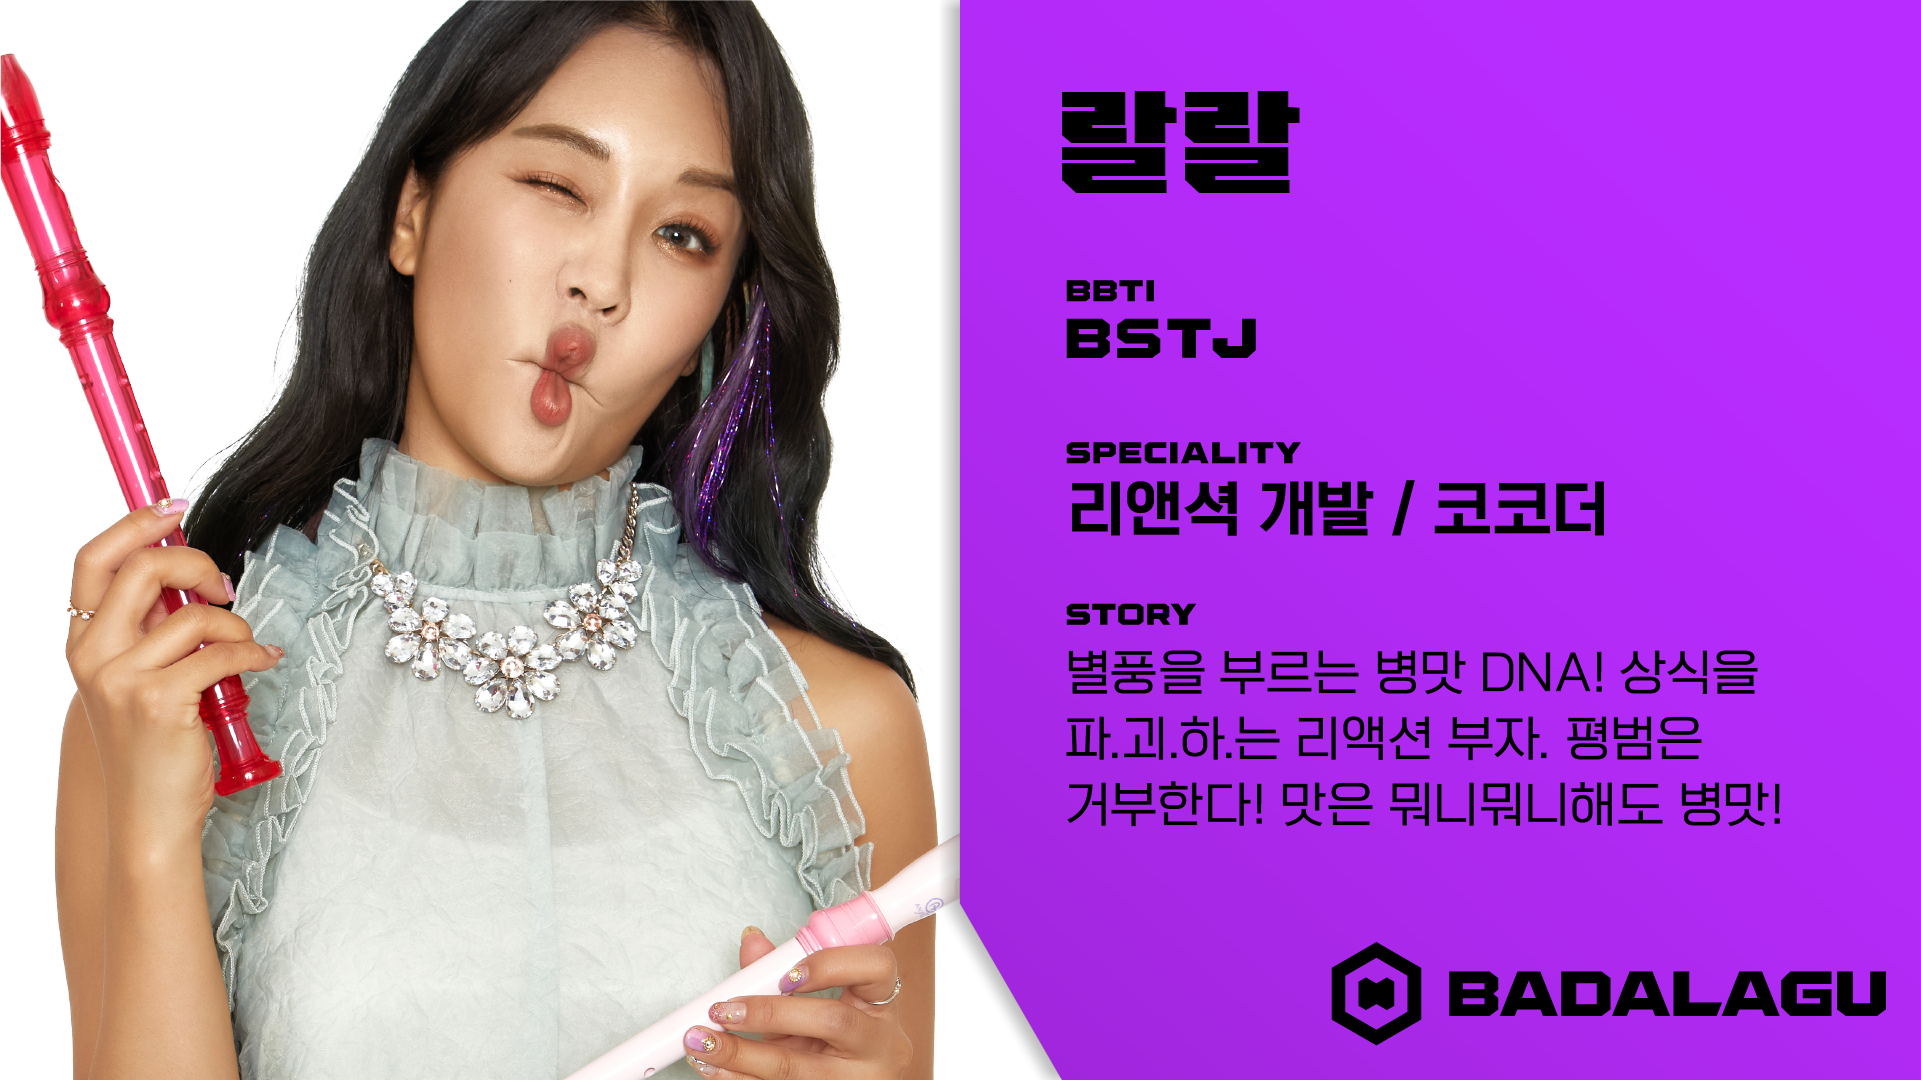 랄랄
BBTI
BSTJ
SPECIALITY
리앤셕 개발 / 코코더
STORY
별풍을 부르는 병맛 DNA! 상식을
파.괴.하.는 리액션 부자. 평범은
거부한다! 맛은 뭐니뭐니해도 병맛!
BADALAGU